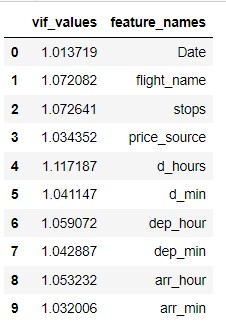 vif_values feature_names
0 1.013719 Date
1 1.072082 flight_name
2 1.072641 stops
3 1.034352 price_source
4 1.117187 d_hours
5 1.041147 d_min
6 1.059072 dep_hour
7 1.042887 dep_min
8 1.053232 arr_hour
9 1.032006 arr_min